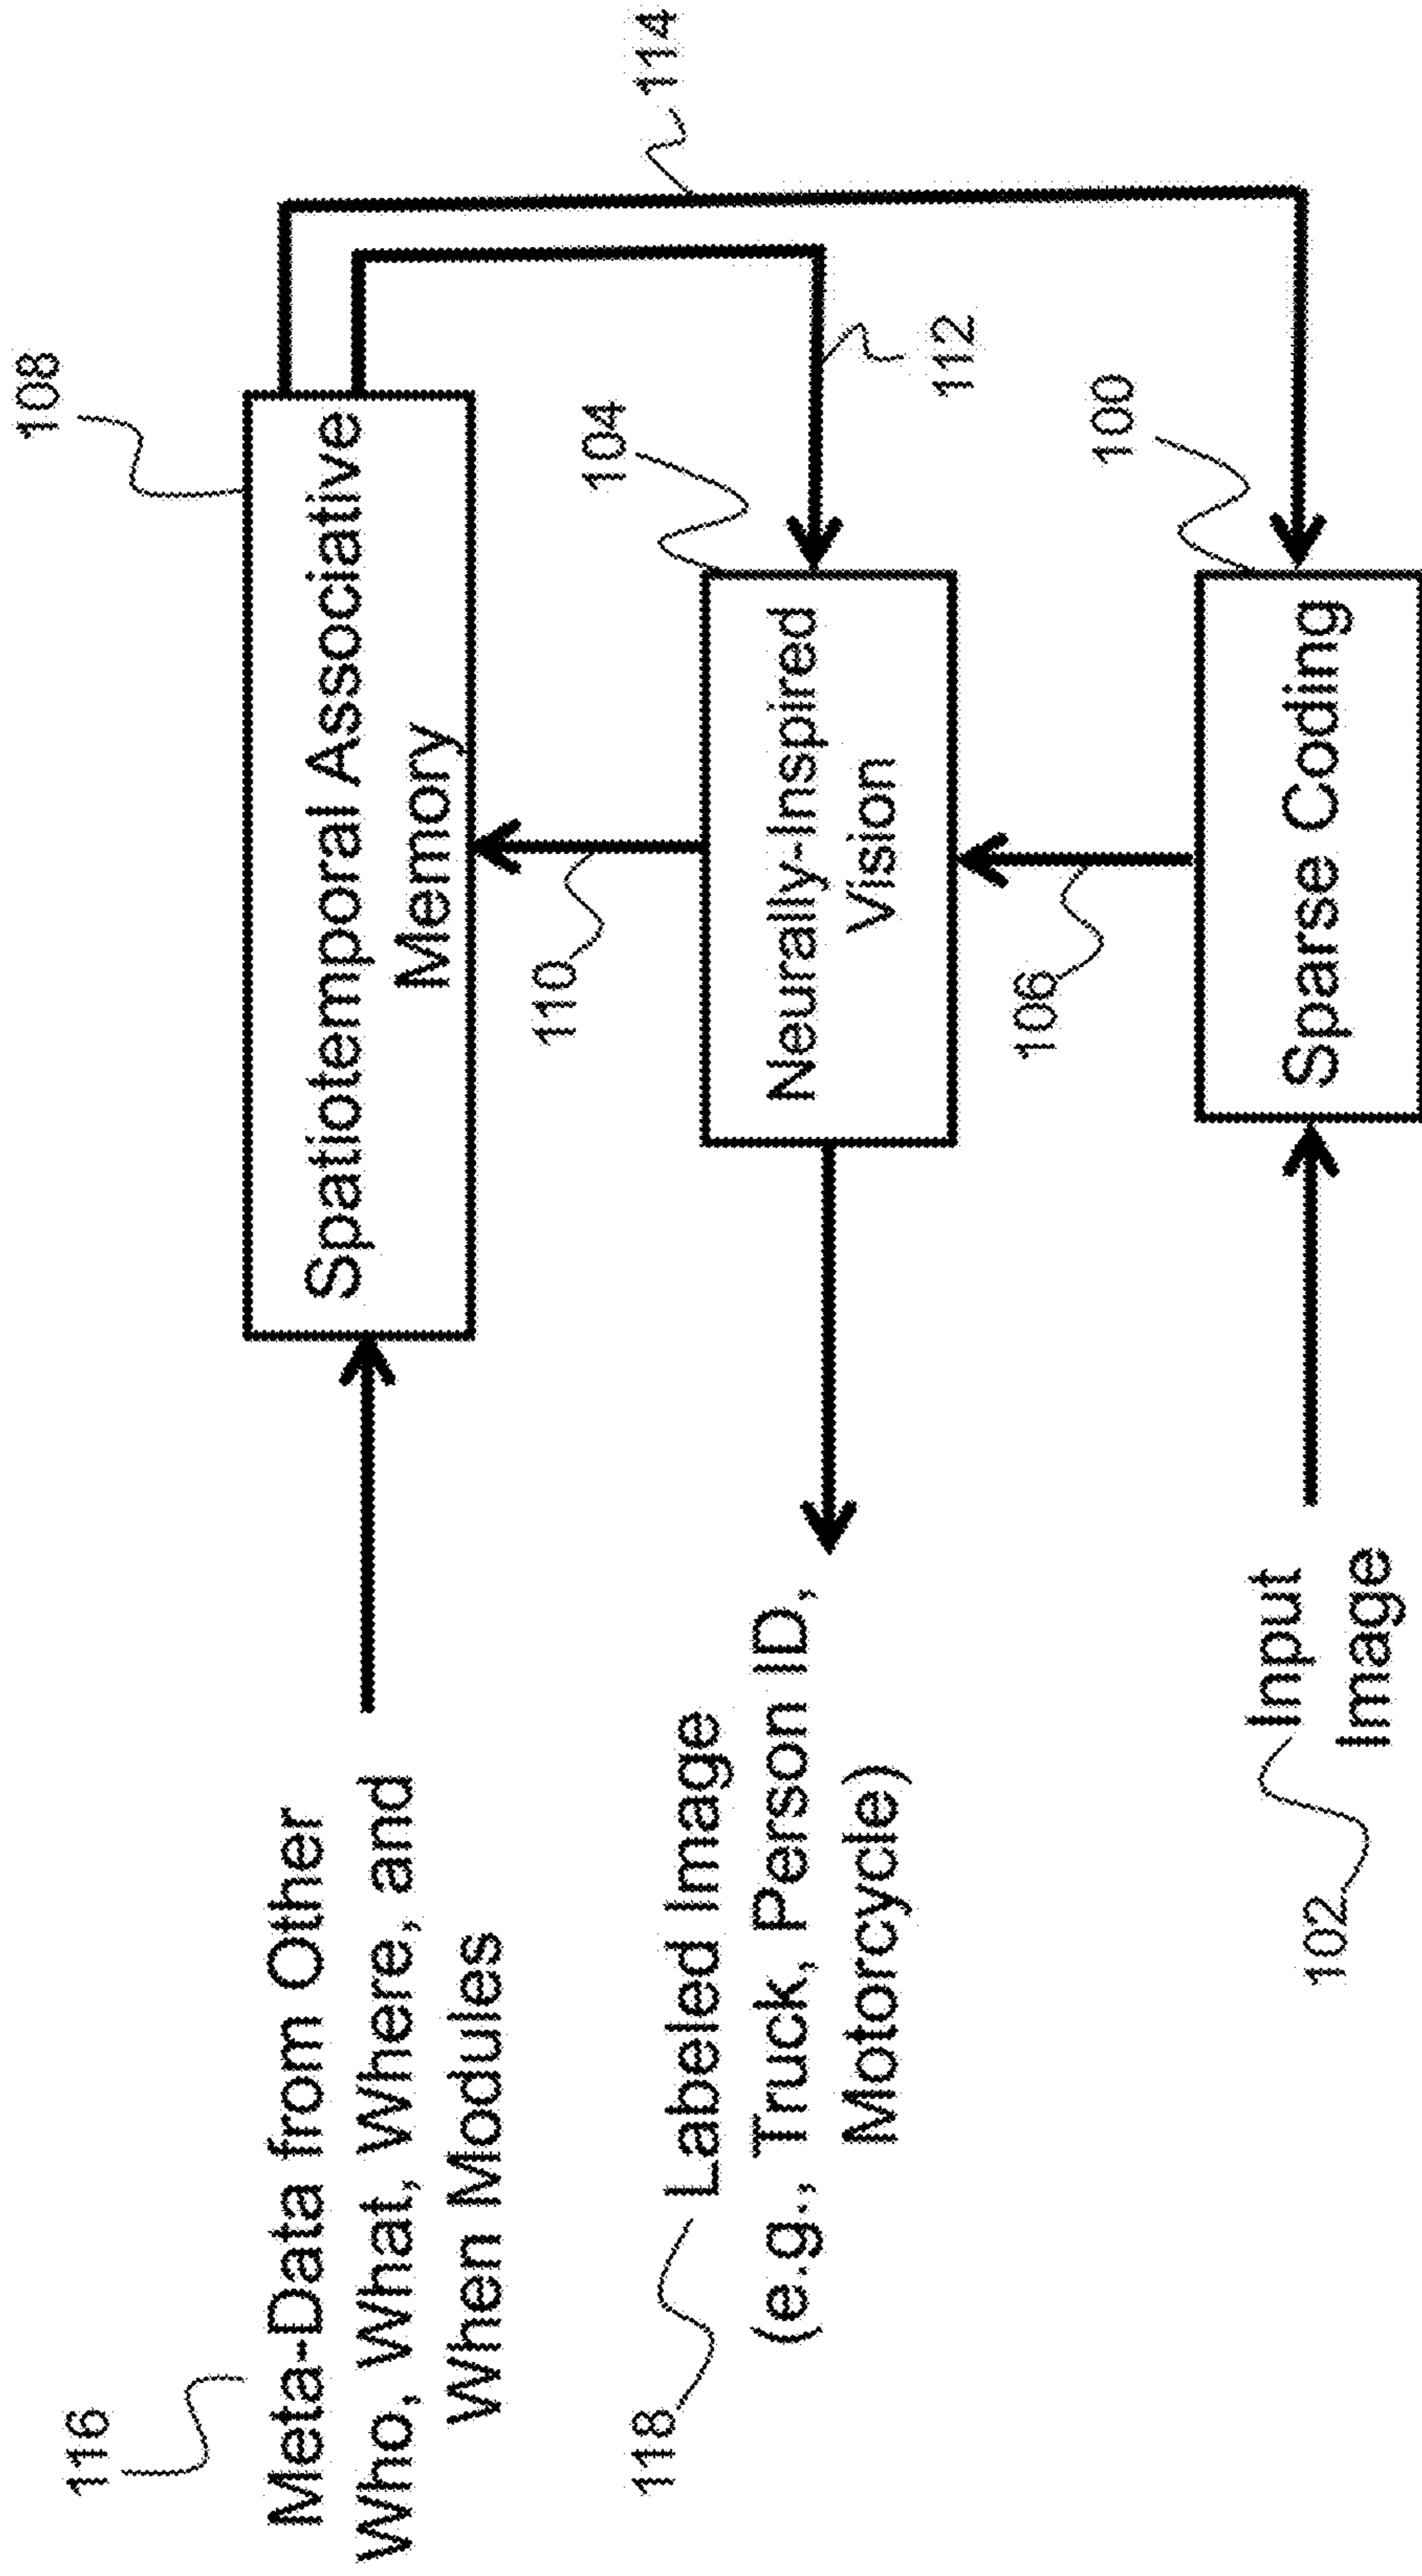 116
Meta-Data from Other
Who, What, Where, and
When Modules
108
Spatiotemporal Associative
Memory
114
110
112
118
Labeled Image
(e.g., Truck, Person ID,
Motorcycle)
104
Neurally-Inspired
Vision
106
100
102
Input
Image
Sparse Coding